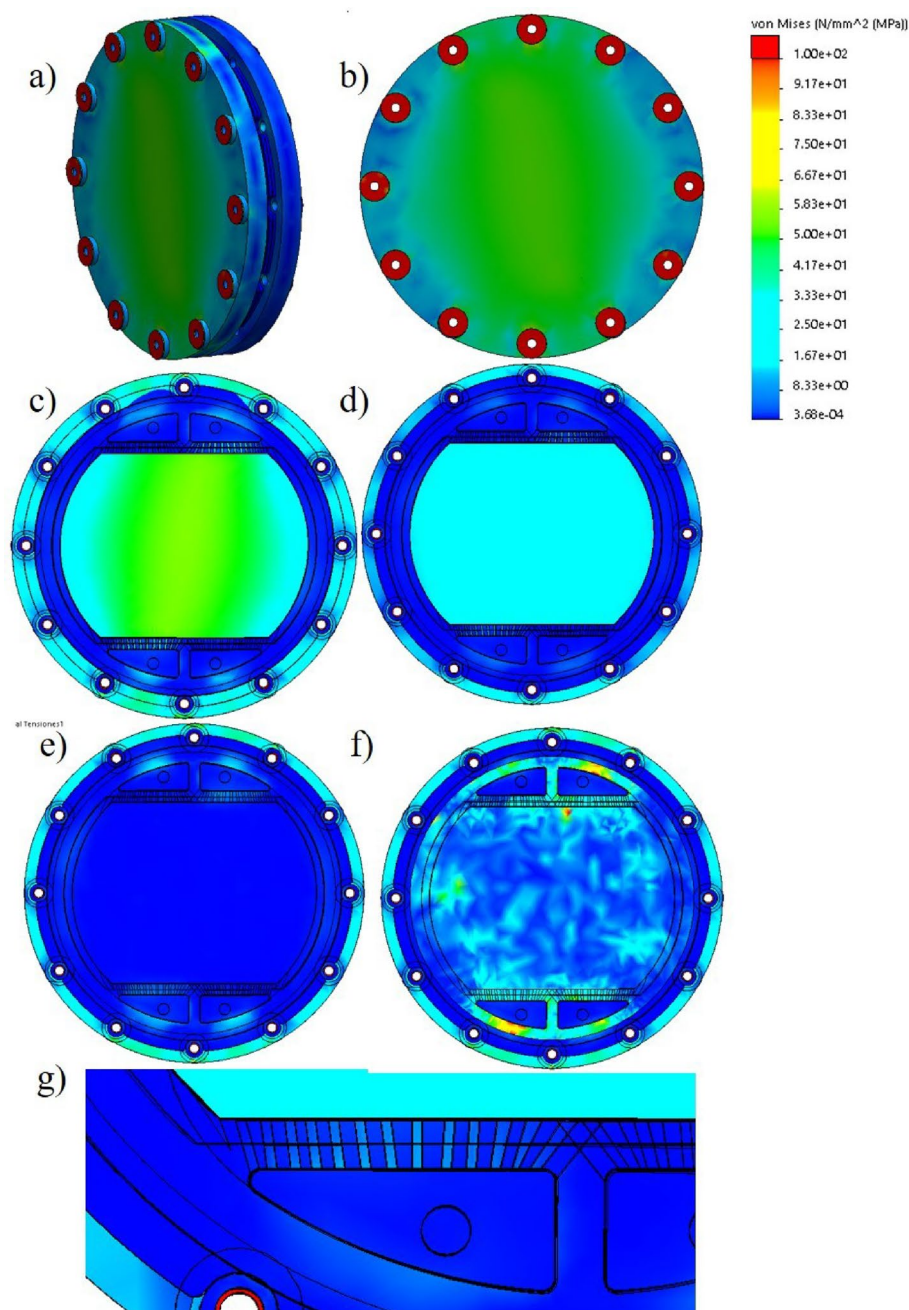 a)
b)
von Mises (N/mm^2 (MPa))
1.00e+02
9.17e+01
8.33e+01
7.50e+01
6.67e+01
5.83e+01
5.00e+01
4.17e+01
3.33e+01
2.50e+01
1.67e+01
8.33e+00
3.68e-04
c)
d)
al Tensiones1
e)
f)
g)